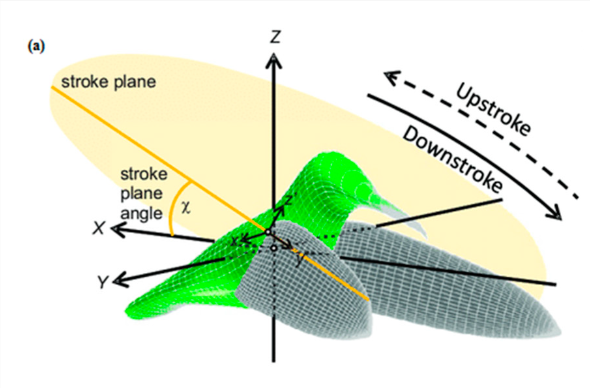 (a)
Z
stroke plane
Upstroke
Downstroke
stroke
plane
angle
χ
X
z'
x
y
Y